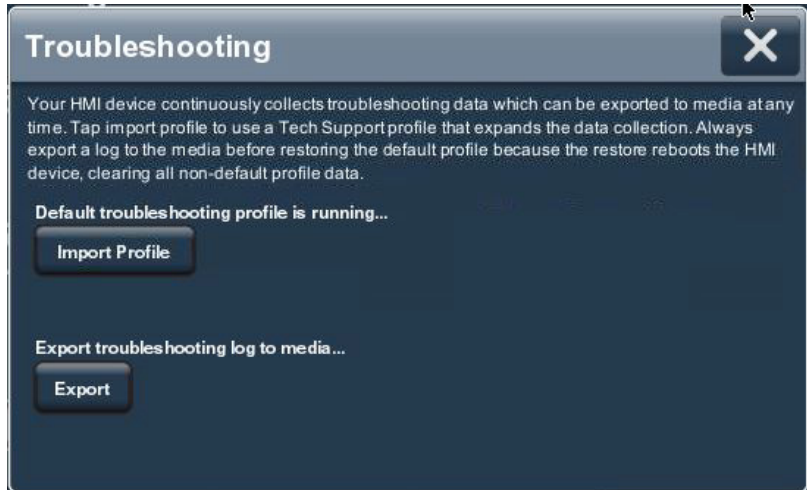 Troubleshooting
Your HMI device continuously collects troubleshooting data which can be exported to media at any
time. Tap import profile to use a Tech Support profile that expands the data collection. Always
export a log to the media before restoring the default profile because the restore reboots the HMI
device, clearing all non-default profile data.
Default troubleshooting profile is running...
Import Profile
Export troubleshooting log to media...
Export